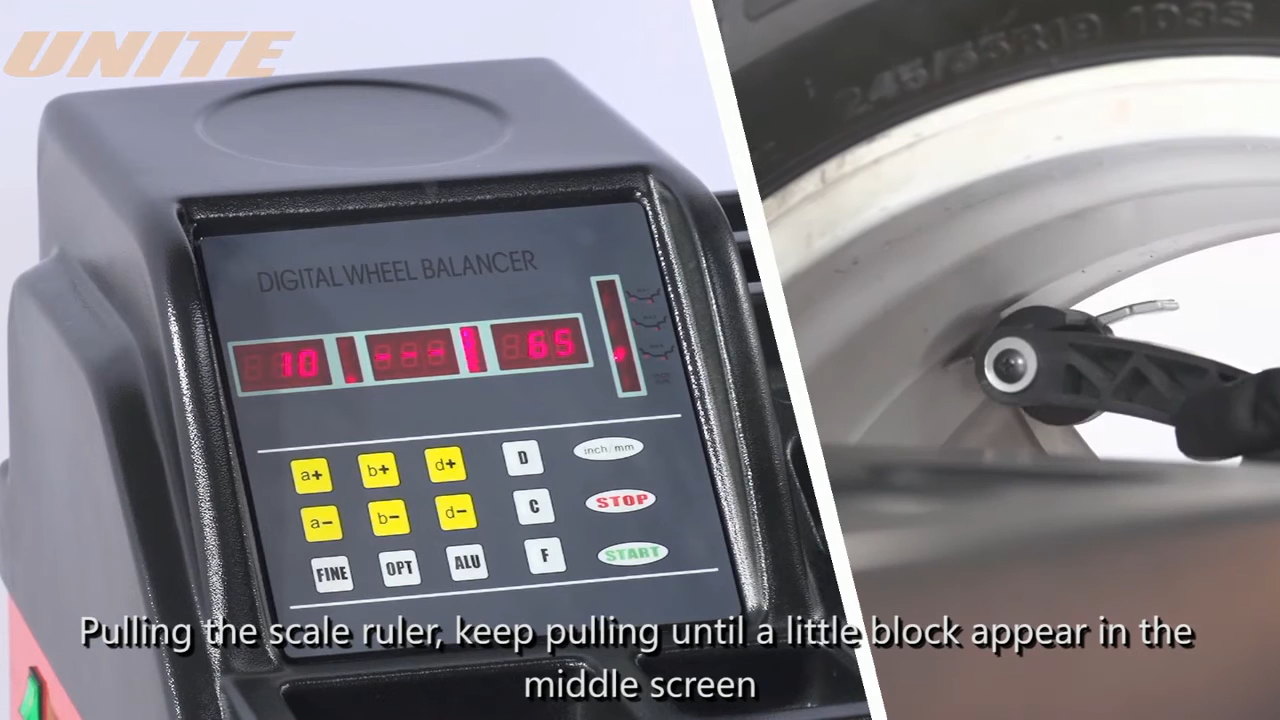 UNITE
245/55R19 103S
DIGITAL WHEEL BALANCER
10 --- 65
a+ b+ d+ D inch/mm
a- b- d- C STOP
FINE OPT ALU F START
Pulling the scale ruler, keep pulling until a little block appear in the
middle screen